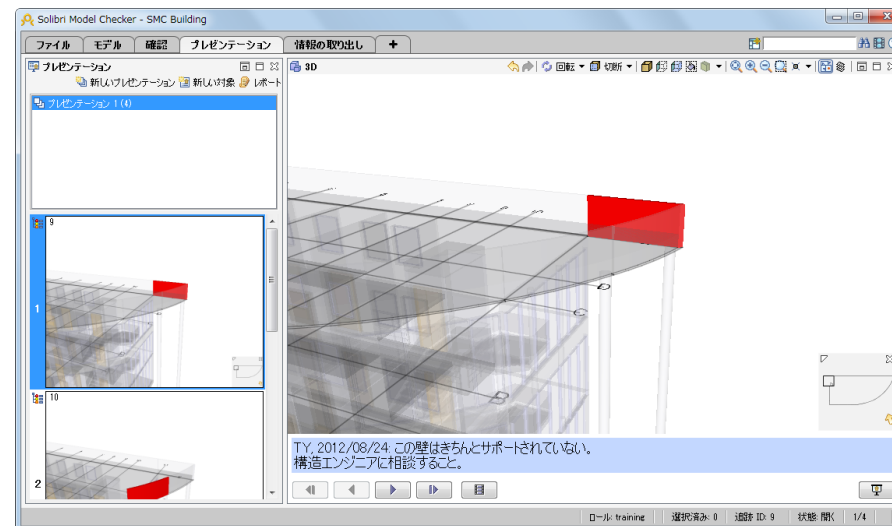 Solibri Model Checker - SMC Building
ファイル モデル 確認 プレゼンテーション 情報の取り出し +
プレゼンテーション
新しいプレゼンテーション 新しい対象 レポート
プレゼンテーション 1 (4)
9
1
10
2
3D
回転 切断
D
C
B
TY, 2012/08/24: この壁はきちんとサポートされていない。
構造エンジニアに相談すること。
ロール: training 選択済み: 0 追跡 ID: 9 状態: 開く 1/4